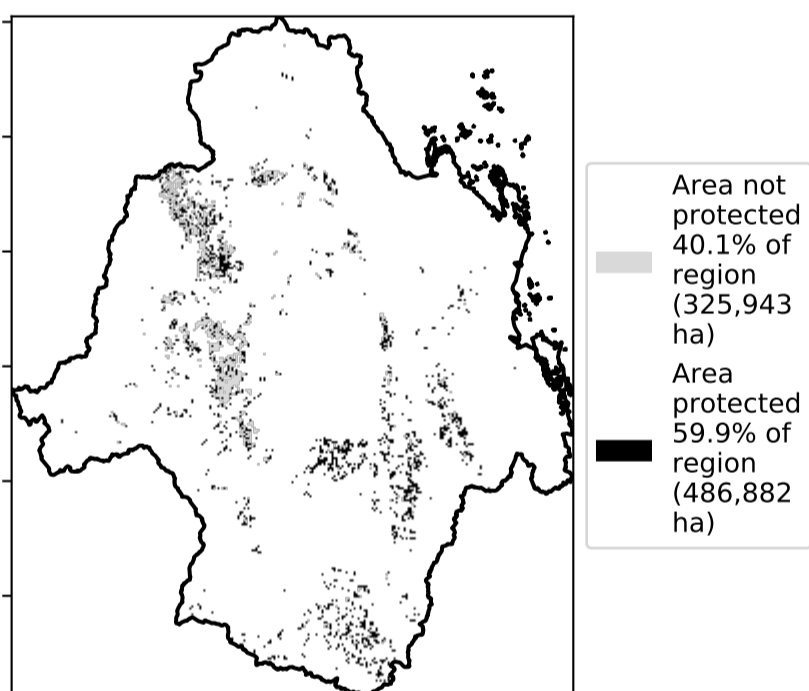 Area not
protected
40.1% of
region
(325,943
ha)
Area
protected
59.9% of
region
(486,882
ha)